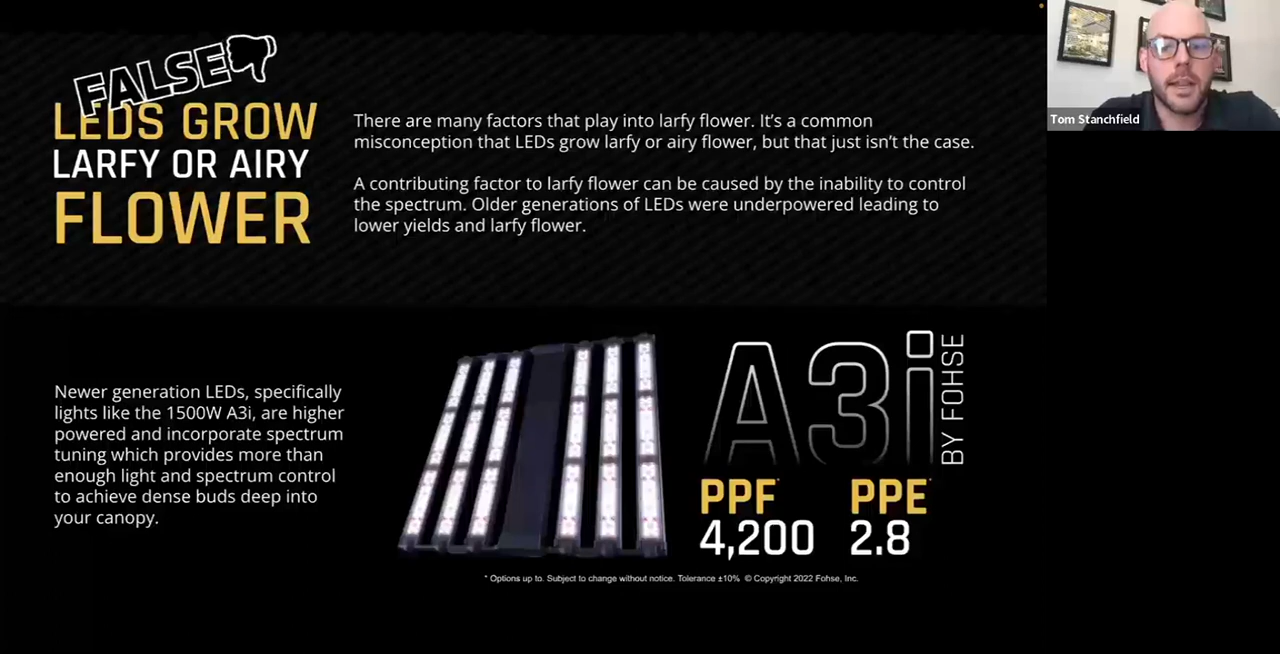 FALSE
LEDS GROW
LARFY OR AIRY
FLOWER
There are many factors that play into larfy flower. It's a common
misconception that LEDs grow larfy or airy flower, but that just isn't the case.
A contributing factor to larfy flower can be caused by the inability to control
the spectrum. Older generations of LEDs were underpowered leading to
lower yields and larfy flower.
Tom Stanchfield
Newer generation LEDs, specifically
lights like the 1500W A3i, are higher
powered and incorporate spectrum
tuning which provides more than
enough light and spectrum control
to achieve dense buds deep into
your canopy.
A3i
BY FOHSE
PPF* PPE*
4,200 2.8
* Options up to. Subject to change without notice. Tolerance ±10% © Copyright 2022 Fohse, Inc.